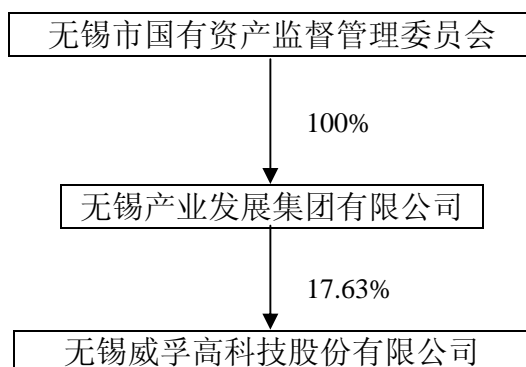 无锡市国有资产监督管理委员会
100%
无锡产业发展集团有限公司
17.63%
无锡威孚高科技股份有限公司